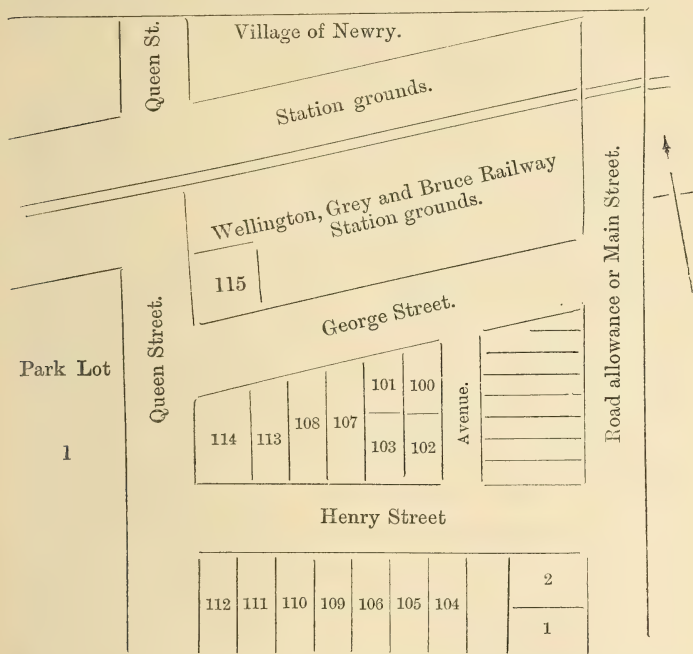 Village of Newry.
Queen St.
Station grounds.
Wellington, Grey and Bruce Railway
Station grounds.
115
George Street.
Queen Street.
Road allowance or Main Street.
Park Lot
1
101 100
114 113 108 107
103 102
Avenue.
Henry Street
112 111 110 109 106 105 104
2
1